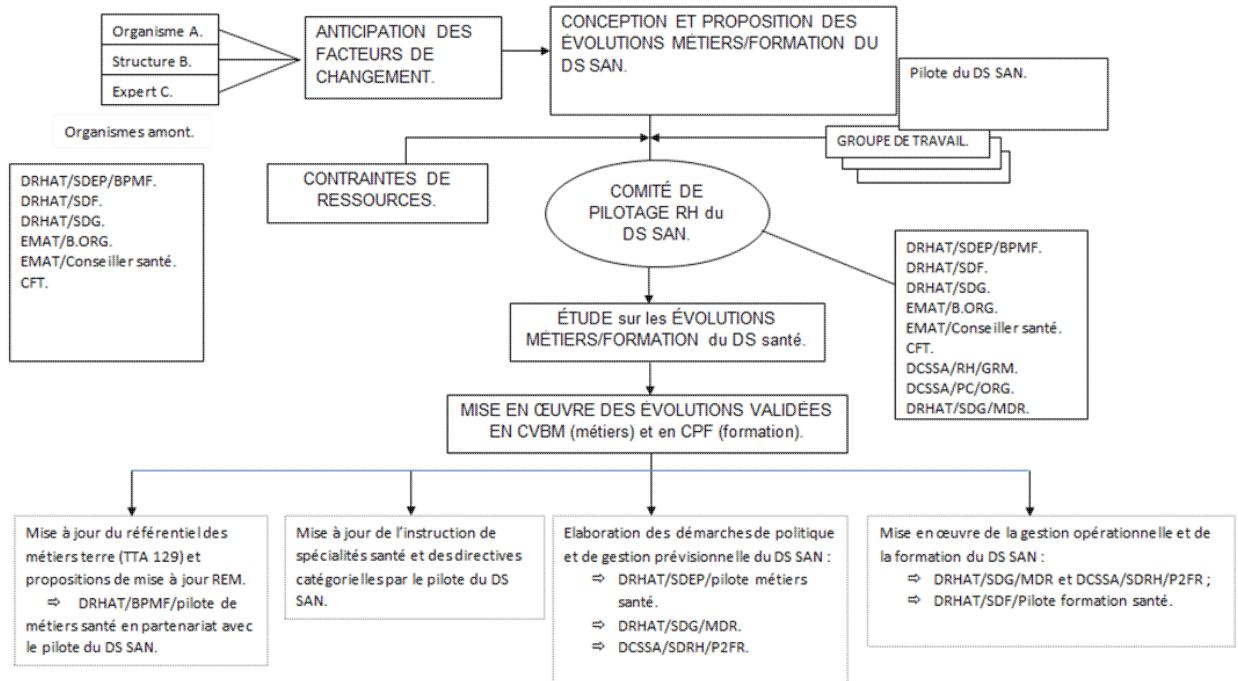 Organisme A.
Structure B.
Expert C.
Organismes amont.
ANTICIPATION DES
FACTEURS DE
CHANGEMENT.
CONCEPTION ET PROPOSITION DES
ÉVOLUTIONS MÉTIERS/FORMATION DU
DS SAN.
Pilote du DS SAN.
GROUPE DE TRAVAIL.
DRHAT/SDEP/BPMF.
DRHAT/SDF.
DRHAT/SDG.
EMAT/B.ORG.
EMAT/Conseiller santé.
CFT.
CONTRAINTES DE
RESSOURCES.
COMITÉ DE
PILOTAGE RH du
DS SAN.
DRHAT/SDEP/BPMF.
DRHAT/SDF.
DRHAT/SDG.
EMAT/B.ORG.
EMAT/Conseiller santé.
CFT.
DCSSA/RH/GRM.
DCSSA/PC/ORG.
DRHAT/SDG/MDR.
ÉTUDE sur les ÉVOLUTIONS
MÉTIERS/FORMATION du DS santé.
MISE EN ŒUVRE DES ÉVOLUTIONS VALIDÉES
EN CVBM (métiers) et en CPF (formation).
Mise à jour du référentiel des
métiers terre (TTA 129) et
propositions de mise à jour REM.
⇨ DRHAT/BPMF/pilote de
métiers santé en partenariat avec
le pilote du DS SAN.
Mise à jour de l'instruction de
spécialités santé et des directives
catégorielles par le pilote du DS
SAN.
Elaboration des démarches de politique
et de gestion prévisionnelle du DS SAN :
⇨ DRHAT/SDEP/pilote métiers
santé.
⇨ DRHAT/SDG/MDR.
⇨ DCSSA/SDRH/P2FR.
Mise en œuvre de la gestion opérationnelle et de
la formation du DS SAN :
⇨ DRHAT/SDG/MDR et DCSSA/SDRH/P2FR ;
⇨ DRHAT/SDF/Pilote formation santé.